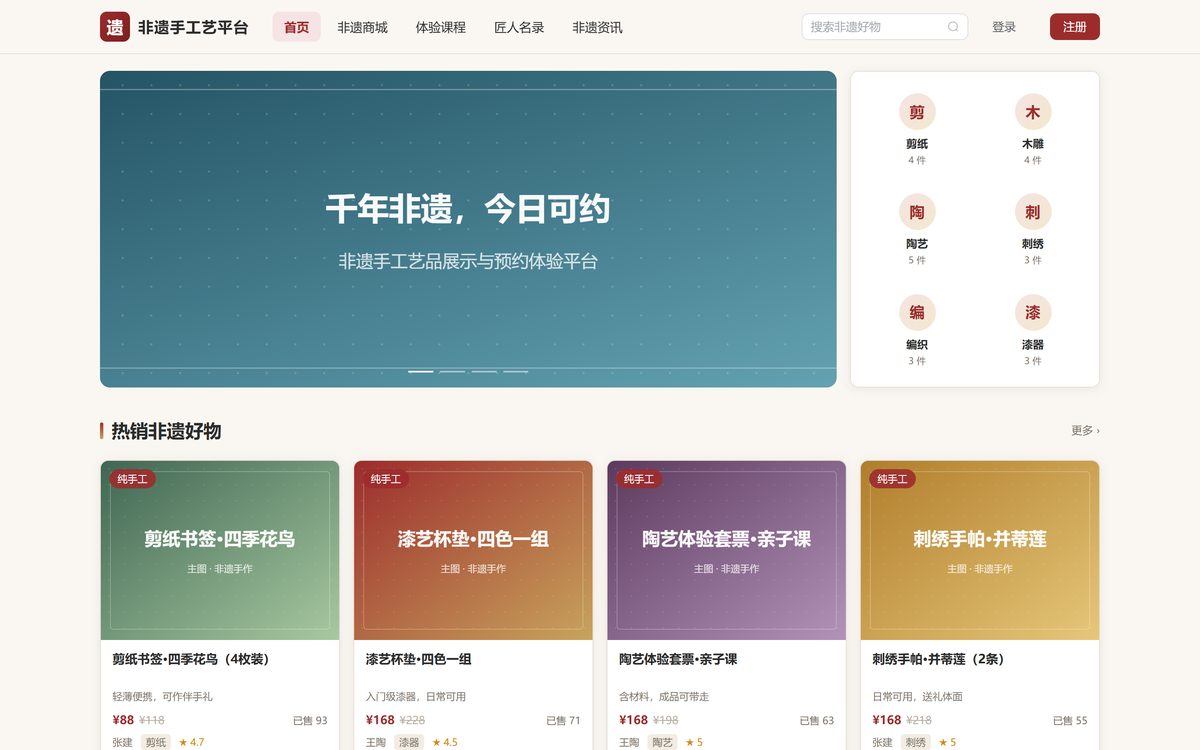 遗 非遗手工艺平台 首页 非遗商城 体验课程 匠人名录 非遗资讯 搜索非遗好物 登录 注册
千年非遗，今日可约
非遗手工艺品展示与预约体验平台
剪 木
剪纸 木雕
4 件 4 件
陶 刺
陶艺 刺绣
5 件 3 件
编 漆
编织 漆器
3 件 3 件
热销非遗好物 更多 ›
纯手工 纯手工 纯手工 纯手工
剪纸书签·四季花鸟 漆艺杯垫·四色一组 陶艺体验套票·亲子课 刺绣手帕·并蒂莲
主图 · 非遗手作 主图 · 非遗手作 主图 · 非遗手作 主图 · 非遗手作
剪纸书签·四季花鸟（4枚装） 漆艺杯垫·四色一组 陶艺体验套票·亲子课 刺绣手帕·并蒂莲（2条）
轻薄便携，可作伴手礼 入门级漆器，日常可用 含材料，成品可带走 日常可用，送礼体面
¥88 ¥118 已售 93 ¥168 ¥228 已售 71 ¥168 ¥198 已售 63 ¥168 ¥218 已售 55
张建 剪纸 ★ 4.7 王陶 漆器 ★ 4.5 王陶 陶艺 ★ 5 张建 刺绣 ★ 5